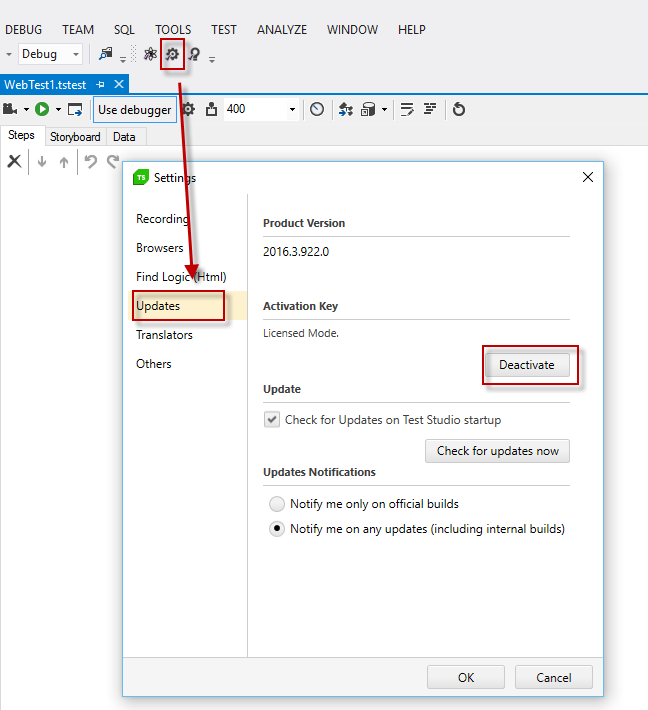 DEBUG TEAM SQL TOOLS TEST ANALYZE WINDOW HELP
Debug
WebTest1.tstest
Use debugger 400
Steps Storyboard Data
TS Settings
Recording
Browsers
Find Logic (Html)
Updates
Translators
Others
Product Version
2016.3.922.0
Activation Key
Licensed Mode.
Deactivate
Update
Check for Updates on Test Studio startup
Check for updates now
Updates Notifications
Notify me only on official builds
Notify me on any updates (including internal builds)
OK Cancel